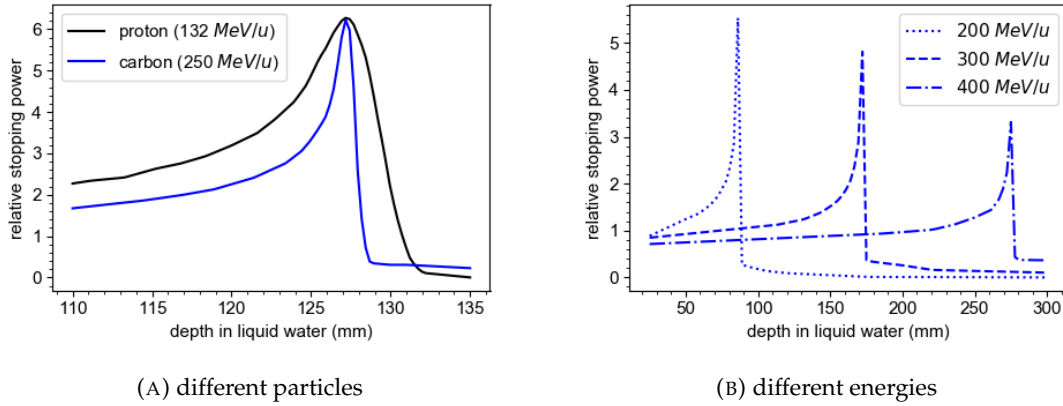 proton (132 MeV/u)
carbon (250 MeV/u)
relative stopping power
6
5
4
3
2
1
0
110
115
120
125
130
135
depth in liquid water (mm)
(A) different particles
200 MeV/u
300 MeV/u
400 MeV/u
relative stopping power
5
4
3
2
1
0
50
100
150
200
250
300
depth in liquid water (mm)
(B) different energies